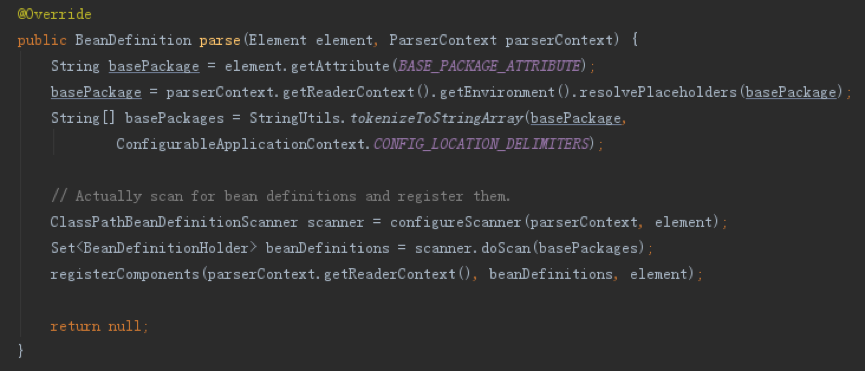 @Override
public BeanDefinition parse(Element element, ParserContext parserContext) {
String basePackage = element.getAttribute(BASE_PACKAGE_ATTRIBUTE);
basePackage = parserContext.getReaderContext().getEnvironment().resolvePlaceholders(basePackage);
String[] basePackages = StringUtils.tokenizeToStringArray(basePackage,
ConfigurableApplicationContext.CONFIG_LOCATION_DELIMITERS);
// Actually scan for bean definitions and register them.
ClassPathBeanDefinitionScanner scanner = configureScanner(parserContext, element);
Set<BeanDefinitionHolder> beanDefinitions = scanner.doScan(basePackages);
registerComponents(parserContext.getReaderContext(), beanDefinitions, element);
return null;
}